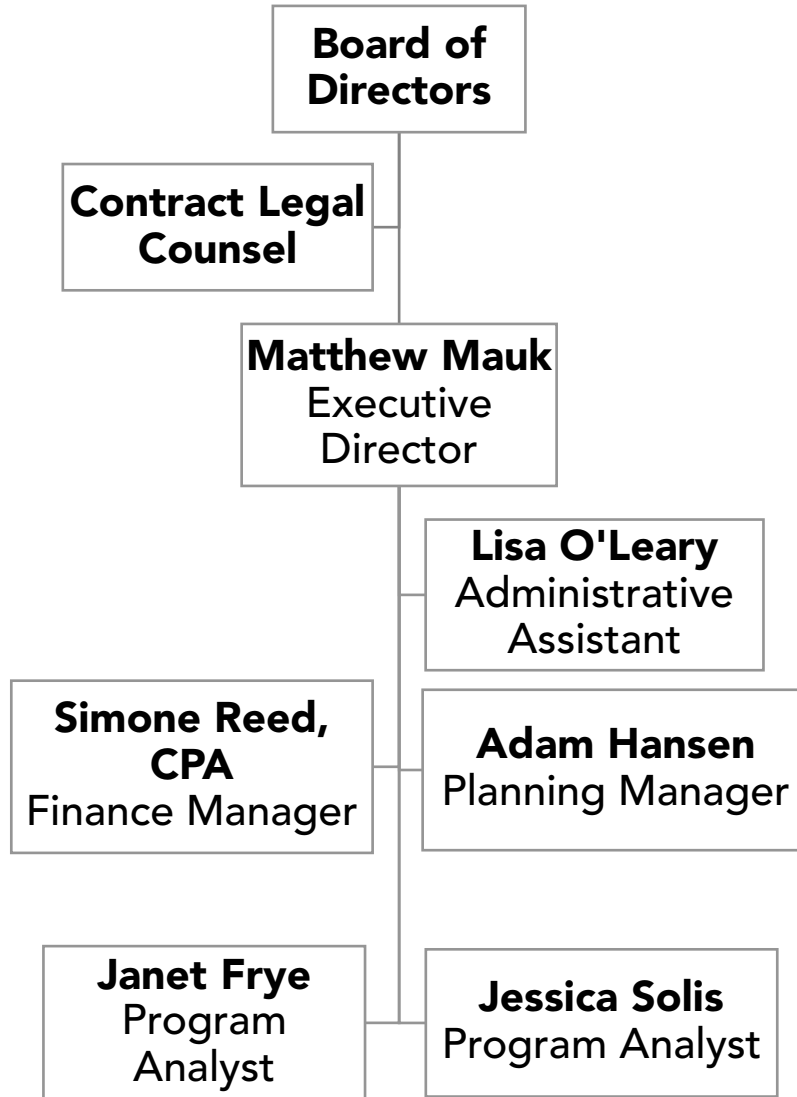 Board of
Directors
Contract Legal
Counsel
Matthew Mauk
Executive
Director
Lisa O'Leary
Administrative
Assistant
Simone Reed,
CPA
Finance Manager
Adam Hansen
Planning Manager
Janet Frye
Program
Analyst
Jessica Solis
Program Analyst